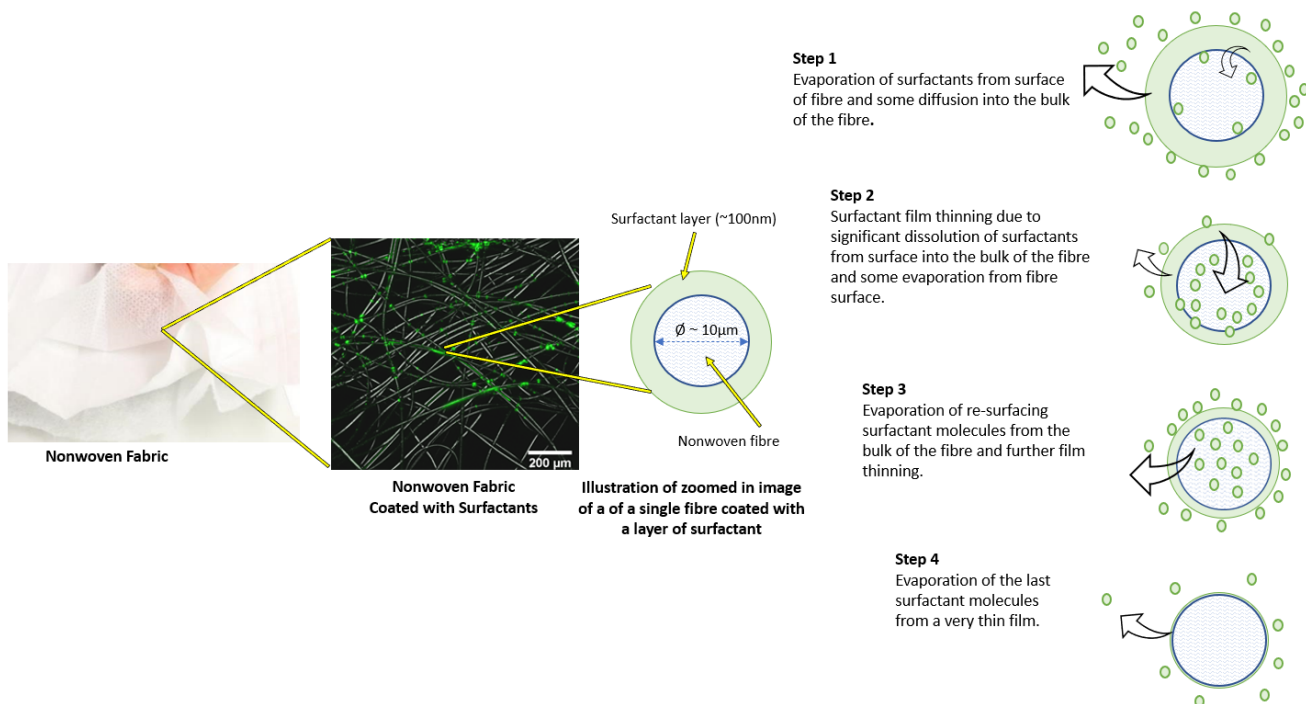 Nonwoven Fabric
200 μm
Nonwoven Fabric
Coated with Surfactants
Surfactant layer (~100nm)
Ø ~ 10μm
Nonwoven fibre
Illustration of zoomed in image
of a of a single fibre coated with
a layer of surfactant
Step 1
Evaporation of surfactants from surface
of fibre and some diffusion into the bulk
of the fibre.
Step 2
Surfactant film thinning due to
significant dissolution of surfactants
from surface into the bulk of the fibre
and some evaporation from fibre
surface.
Step 3
Evaporation of re-surfacing
surfactant molecules from the
bulk of the fibre and further film
thinning.
Step 4
Evaporation of the last
surfactant molecules
from a very thin film.